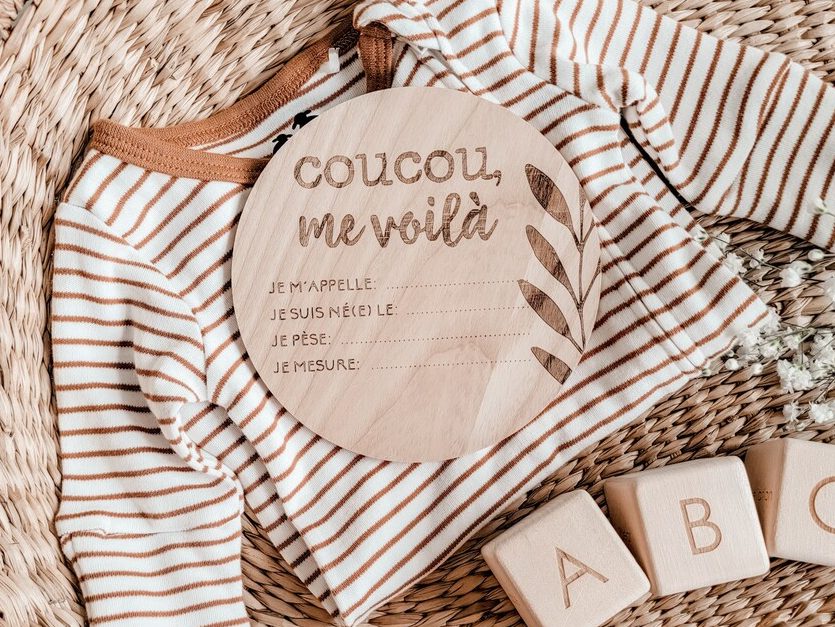 COUCOU,
me voilà
JE M'APPELLE:
JE SUIS NÉ(E) LE:
JE PÈSE:
JE MESURE:
A
B
C